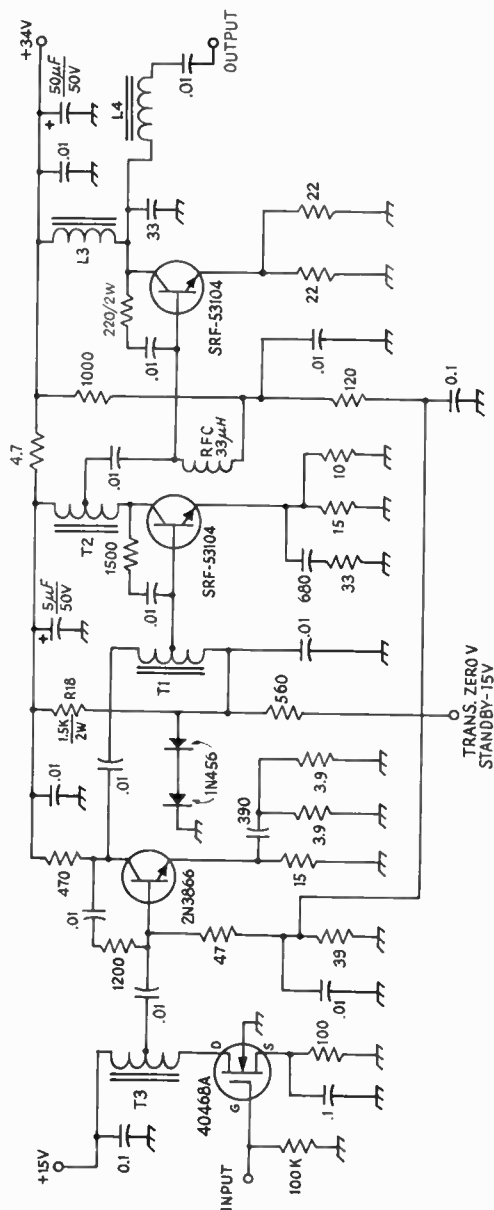 +15V
0.1
T3
INPUT
100K
G
D
S
40468A
.1
100
.01
1200
.01
470
.01
2N3866
47
.01
39
15
390
3.9
3.9
.01
1N456
R18
1.5K
2W
5µF
50V
+
T1
560
.01
TRANS. ZERO V
STANDBY-15V
.01
1500
T2
.01
SRF-53104
680
33
15
10
4.7
1000
RFC
33µH
.01
120
0.1
.01
220/2W
L3
SRF-53104
33
22
22
.01
50µF
50V
+
+34V
L4
.01
OUTPUT